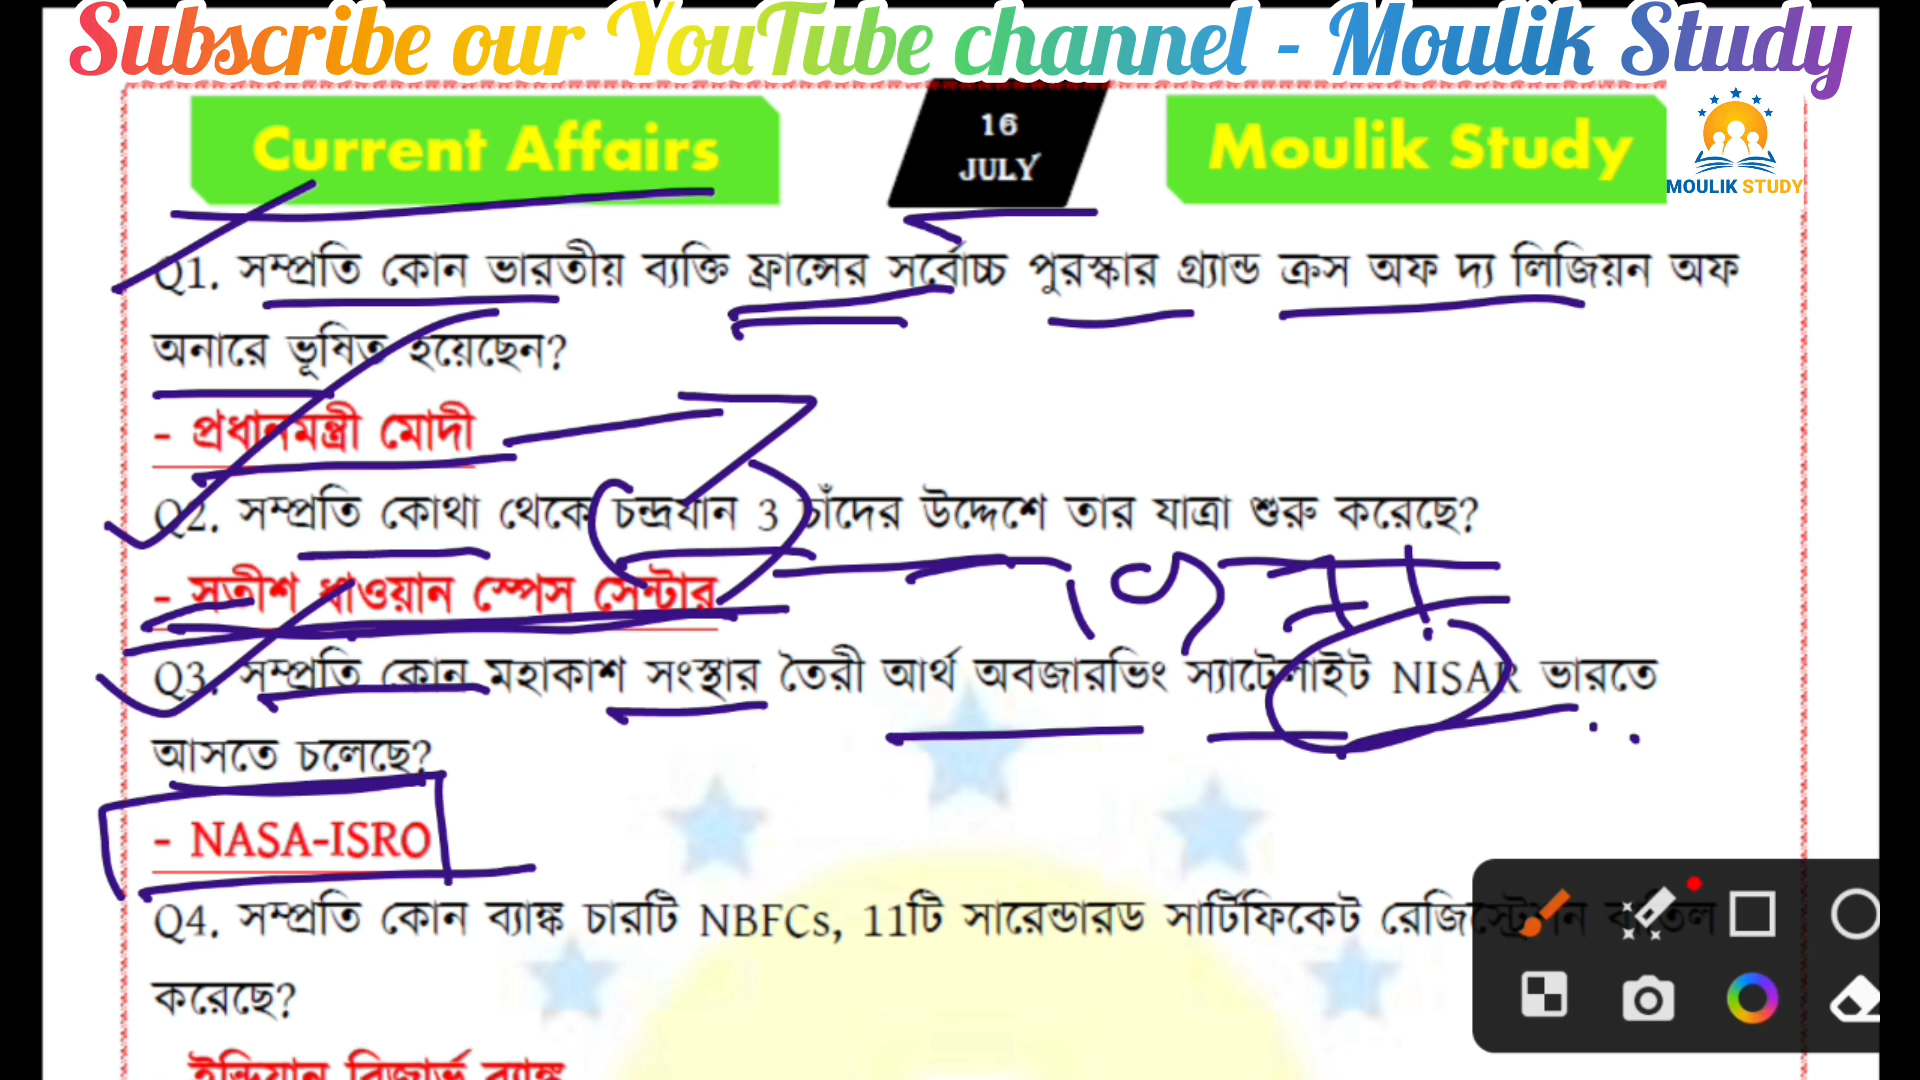 Subscribe our YouTube channel - Moulik Study
Current Affairs
16
JULY
Moulik Study
MOULIK STUDY
Q1. সম্প্রতি কোন ভারতীয় ব্যক্তি ফ্রান্সের সর্বোচ্চ পুরস্কার গ্র্যান্ড ক্রস অফ দ্য লিজিয়ন অফ
অনারে ভূষিত হয়েছেন?
- প্রধানমন্ত্রী মোদী
Q2. সম্প্রতি কোথা থেকে চন্দ্রযান 3 চাঁদের উদ্দেশে তার যাত্রা শুরু করেছে?
- সতীশ ধাওয়ান স্পেস সেন্টার
Q3. সম্প্রতি কোন মহাকাশ সংস্থার তৈরী আর্থ অবজারভিং স্যাটেলাইট NISAR ভারতে
আসতে চলেছে?
- NASA-ISRO
Q4. সম্প্রতি কোন ব্যাঙ্ক চারটি NBFCs, 11টি সারেন্ডারড সার্টিফিকেট রেজিস্ট্রেশন বাতিল
করেছে?
ইন্ডিয়ান রিজার্ভ ব্যাঙ্ক